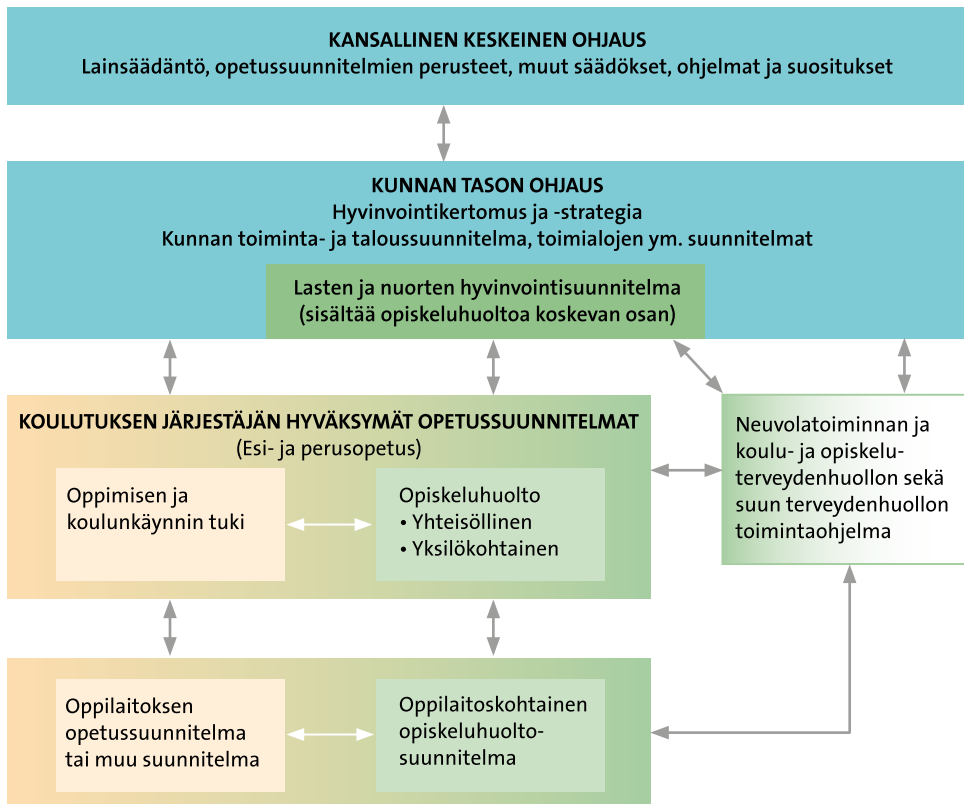 KANSALLINEN KESKEINEN OHJAUS
Lainsäädäntö, opetussuunnitelmien perusteet, muut säädökset, ohjelmat ja suositukset
KUNNAN TASON OHJAUS
Hyvinvointikertomus ja -strategia
Kunnan toiminta- ja taloussuunnitelma, toimialojen ym. suunnitelmat
Lasten ja nuorten hyvinvointisuunnitelma
(sisältää opiskeluhuoltoa koskevan osan)
KOULUTUKSEN JÄRJESTÄJÄN HYVÄKSYMÄT OPETUSSUUNNITELMAT
(Esi- ja perusopetus)
Oppimisen ja
koulunkäynnin tuki
Opiskeluhuolto
• Yhteisöllinen
• Yksilökohtainen
Neuvolatoiminnan ja
koulu- ja opiskelu-
terveydenhuollon sekä
suun terveydenhuollon
toimintaohjelma
Oppilaitoksen
opetussuunnitelma
tai muu suunnitelma
Oppilaitoskohtainen
opiskeluhuolto-
suunnitelma